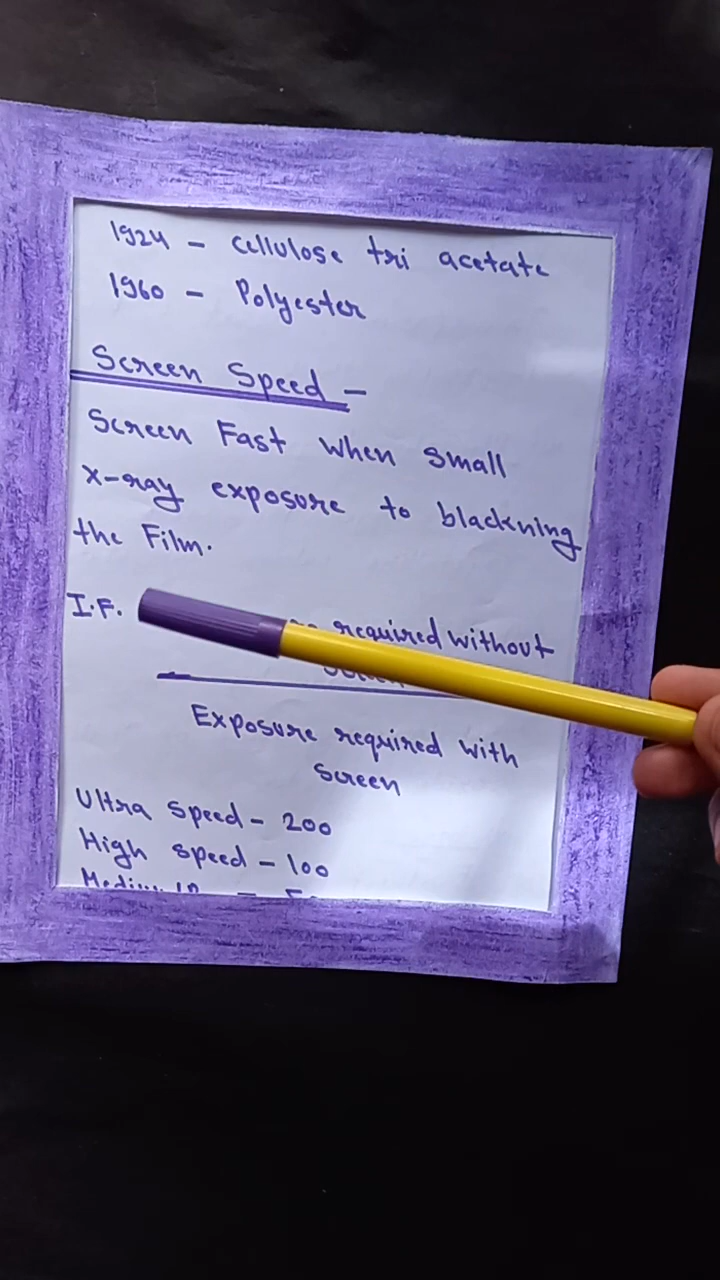 1924 - Cellulose tri acetate
1960 - Polyester
Screen Speed -
Screen Fast when small
x-ray exposure to blackning
the Film.
I.F.
required without
Exposure required with
screen
Ultra speed - 200
High speed - 100